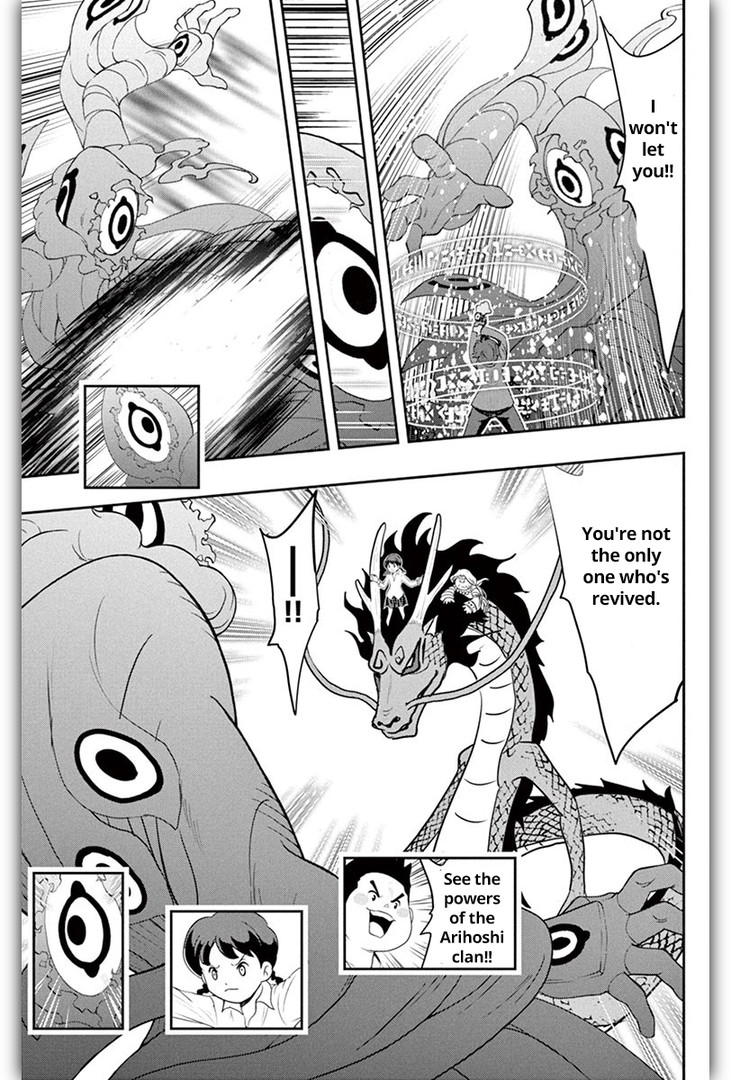 I
won't
let
you!!
You're not
the only
one who's
revived.
—!!
See the
powers
of the
Arihoshi
clan!!